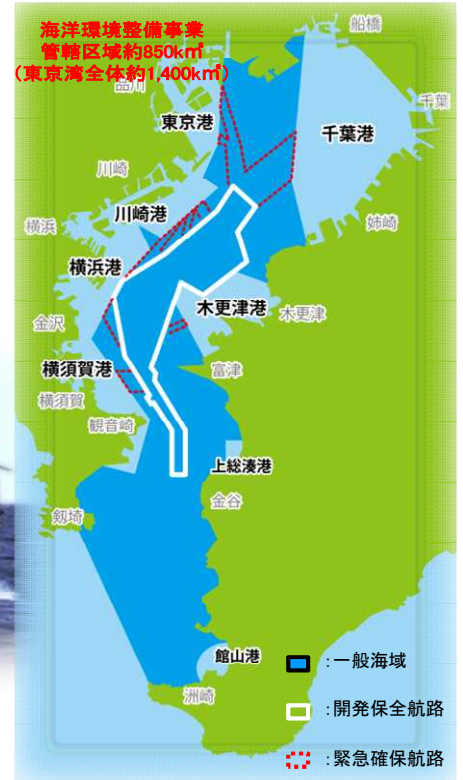 海洋環境整備事業
管轄区域約850k㎡
(東京湾全体約1,400k㎡)
船橋
品川
東京港
千葉港
千葉
川崎
川崎港
姉崎
横浜
横浜港
木更津港
木更津
金沢
横須賀港
富津
横須賀
観音崎
上総湊港
金谷
剱埼
館山港
洲崎
:一般海域
:開発保全航路
:緊急確保航路